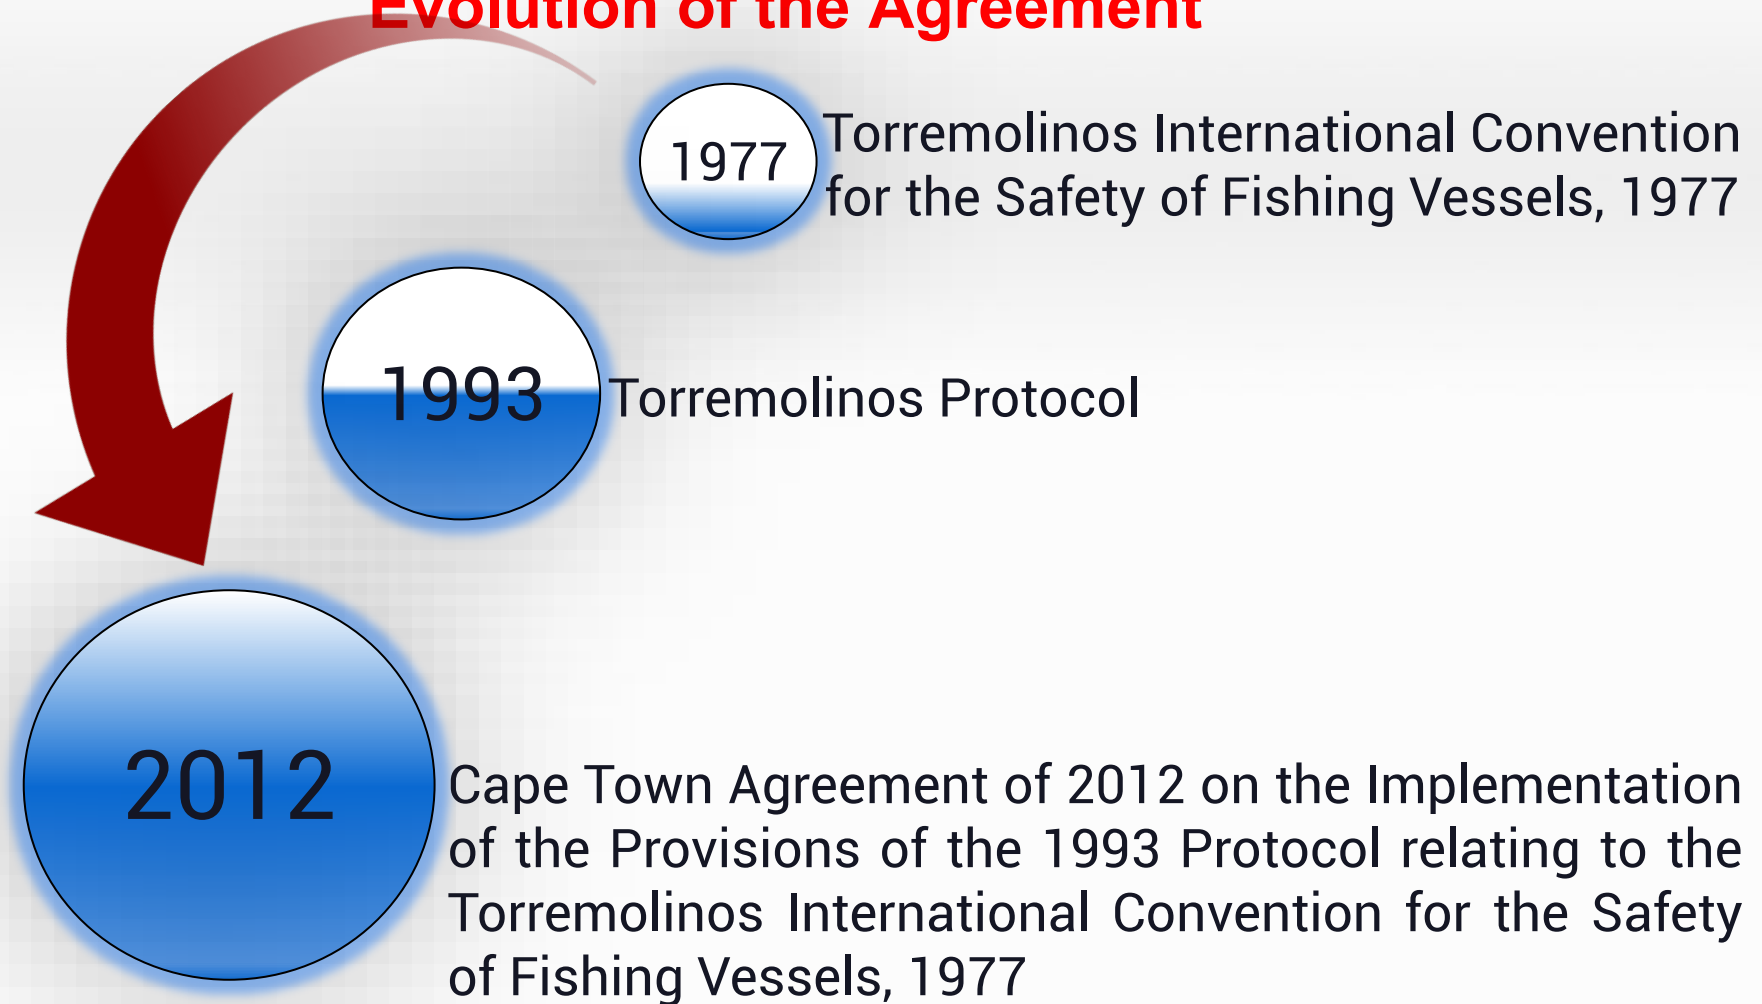 Evolution of the Agreement
1977
Torremolinos International Convention
for the Safety of Fishing Vessels, 1977
1993
Torremolinos Protocol
2012
Cape Town Agreement of 2012 on the Implementation
of the Provisions of the 1993 Protocol relating to the
Torremolinos International Convention for the Safety
of Fishing Vessels, 1977